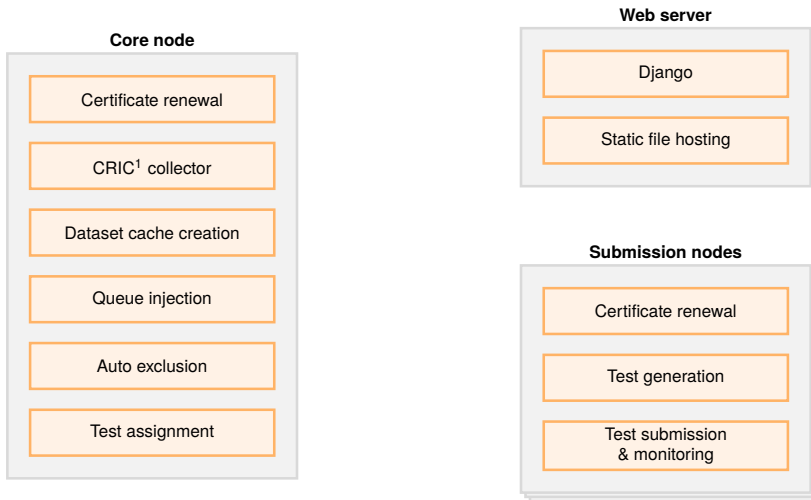 Core node
Certificate renewal
CRIC¹ collector
Dataset cache creation
Queue injection
Auto exclusion
Test assignment
Web server
Django
Static file hosting
Submission nodes
Certificate renewal
Test generation
Test submission
& monitoring